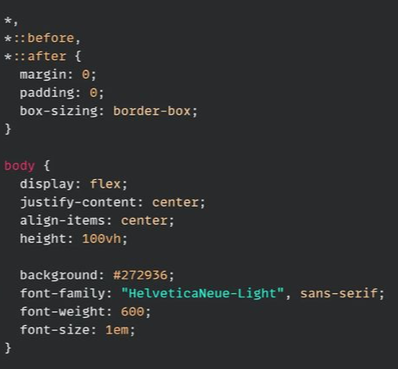 *,
*::before,
*::after {
  margin: 0;
  padding: 0;
  box-sizing: border-box;
}
body {
  display: flex;
  justify-content: center;
  align-items: center;
  height: 100vh;
  background: #272936;
  font-family: "HelveticaNeue-Light", sans-serif;
  font-weight: 600;
  font-size: 1em;
}